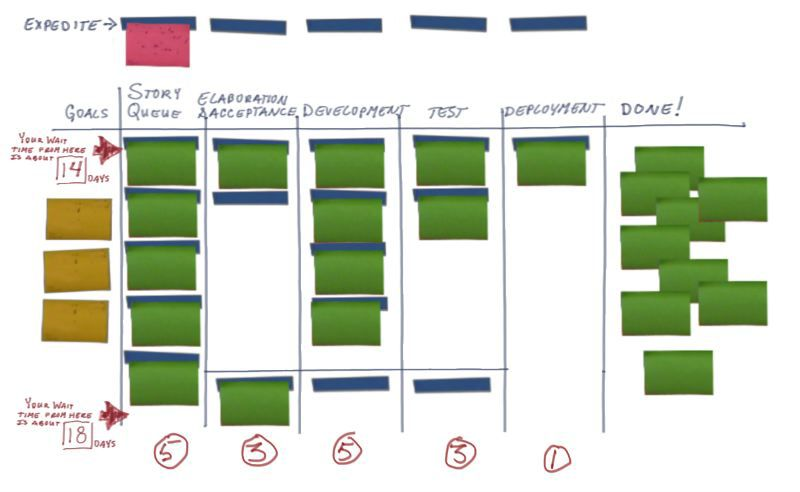 EXPEDITE→
STORY QUEUE
ELABORATION & ACCEPTANCE
DEVELOPMENT
TEST
DEPLOYMENT
DONE!
GOALS
YOUR WAIT
TIME FROM HERE
IS ABOUT 14 DAYS
YOUR WAIT
TIME FROM HERE
IS ABOUT 18 DAYS
5 3 5 3 1